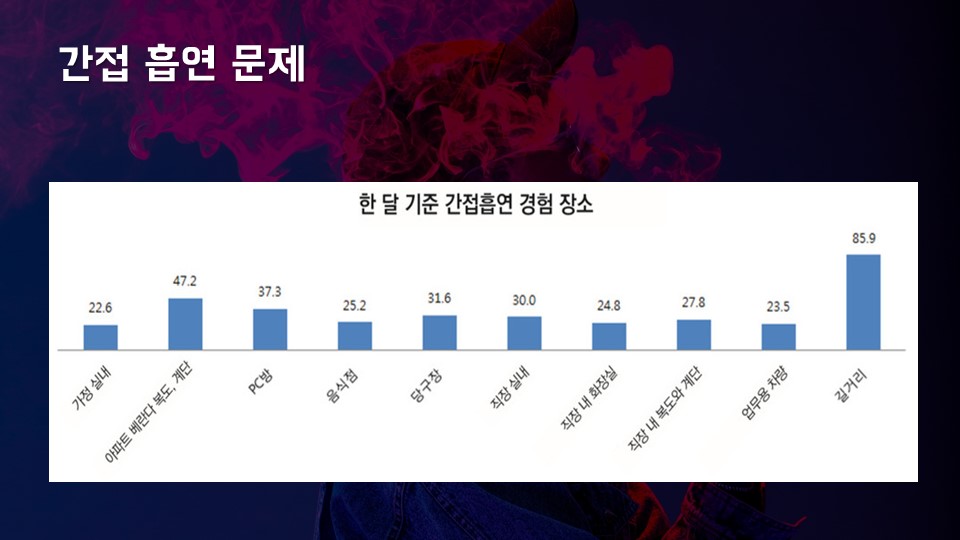 간접 흡연 문제
한 달 기준 간접흡연 경험 장소
22.6
47.2
37.3
25.2
31.6
30.0
24.8
27.8
23.5
85.9
가정 실내
아파트 베란다 복도, 계단
PC방
음식점
당구장
직장 실내
직장 내 화장실
직장 내 복도와 계단
업무용 차량
길거리